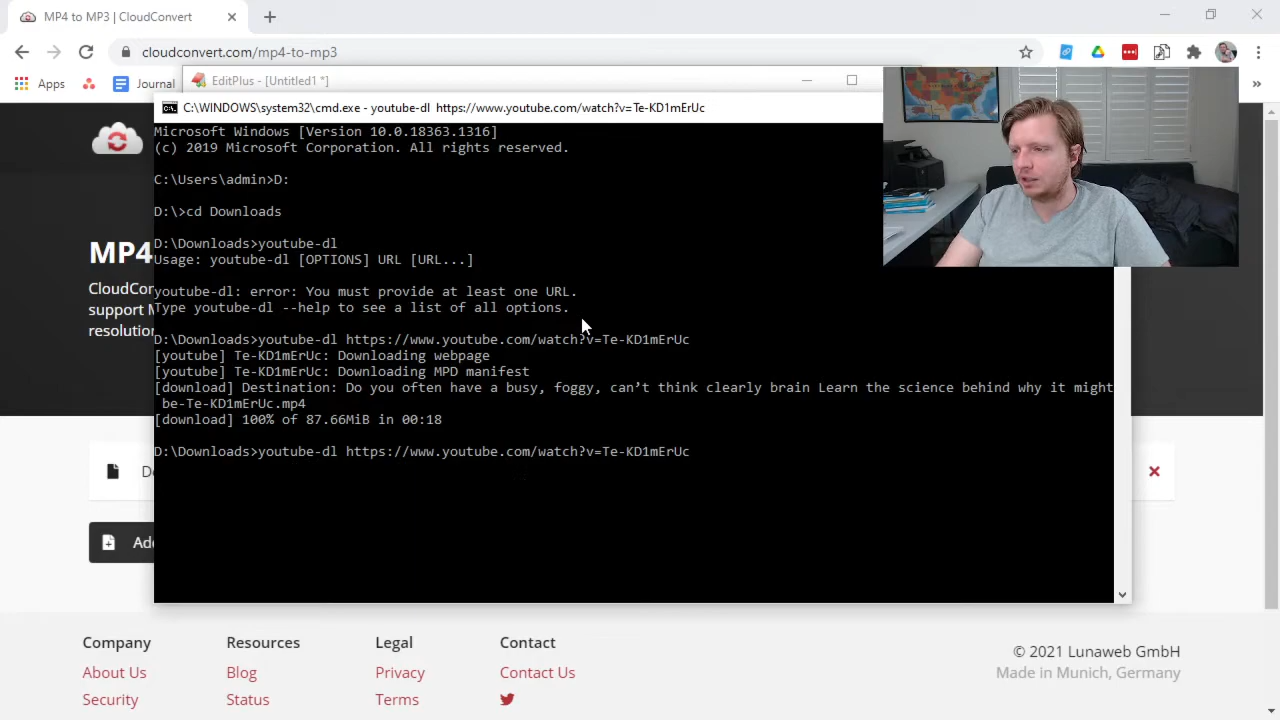 MP4 to MP3 | CloudConvert
cloudconvert.com/mp4-to-mp3
Apps
Journal
EditPlus - [Untitled1 *]
C:\WINDOWS\system32\cmd.exe - youtube-dl https://www.youtube.com/watch?v=Te-KD1mErUc
Microsoft Windows [Version 10.0.18363.1316]
(c) 2019 Microsoft Corporation. All rights reserved.
C:\Users\admin>D:
D:\>cd Downloads
D:\Downloads>youtube-dl
Usage: youtube-dl [OPTIONS] URL [URL...]
youtube-dl: error: You must provide at least one URL.
Type youtube-dl --help to see a list of all options.
D:\Downloads>youtube-dl https://www.youtube.com/watch?v=Te-KD1mErUc
[youtube] Te-KD1mErUc: Downloading webpage
[youtube] Te-KD1mErUc: Downloading MPD manifest
[download] Destination: Do you often have a busy, foggy, can’t think clearly brain Learn the science behind why it might
be-Te-KD1mErUc.mp4
[download] 100% of 87.66MiB in 00:18
D:\Downloads>youtube-dl https://www.youtube.com/watch?v=Te-KD1mErUc
MP4
CloudCon
support M
resolution
D
Add
Company
Resources
Legal
Contact
About Us
Blog
Privacy
Contact Us
Security
Status
Terms
© 2021 Lunaweb GmbH
Made in Munich, Germany